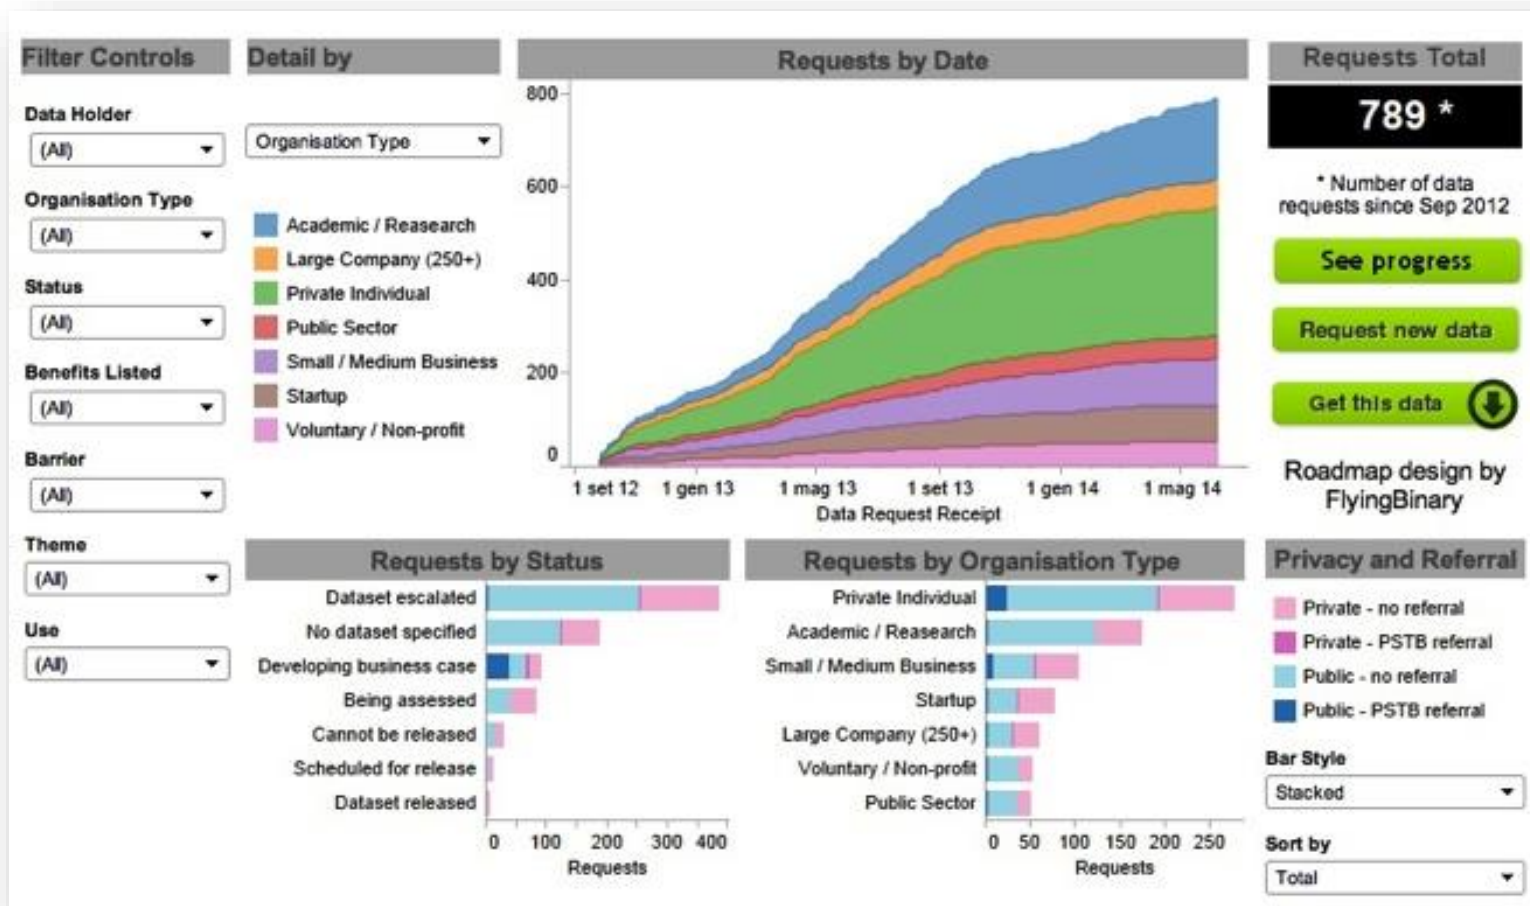 Filter Controls
Data Holder
(All)
Organisation Type
(All)
Status
(All)
Benefits Listed
(All)
Barrier
(All)
Theme
(All)
Use
(All)
Detail by
Organisation Type
Academic / Reasearch
Large Company (250+)
Private Individual
Public Sector
Small / Medium Business
Startup
Voluntary / Non-profit
Requests by Date
800
600
400
200
0
1 set 12 1 gen 13 1 mag 13 1 set 13 1 gen 14 1 mag 14
Data Request Receipt
Requests Total
789 *
* Number of data
requests since Sep 2012
See progress
Request new data
Get this data
Roadmap design by
FlyingBinary
Requests by Status
Dataset escalated
No dataset specified
Developing business case
Being assessed
Cannot be released
Scheduled for release
Dataset released
0 100 200 300 400
Requests
Requests by Organisation Type
Private Individual
Academic / Reasearch
Small / Medium Business
Startup
Large Company (250+)
Voluntary / Non-profit
Public Sector
0 50 100 150 200 250
Requests
Privacy and Referral
Private - no referral
Private - PSTB referral
Public - no referral
Public - PSTB referral
Bar Style
Stacked
Sort by
Total